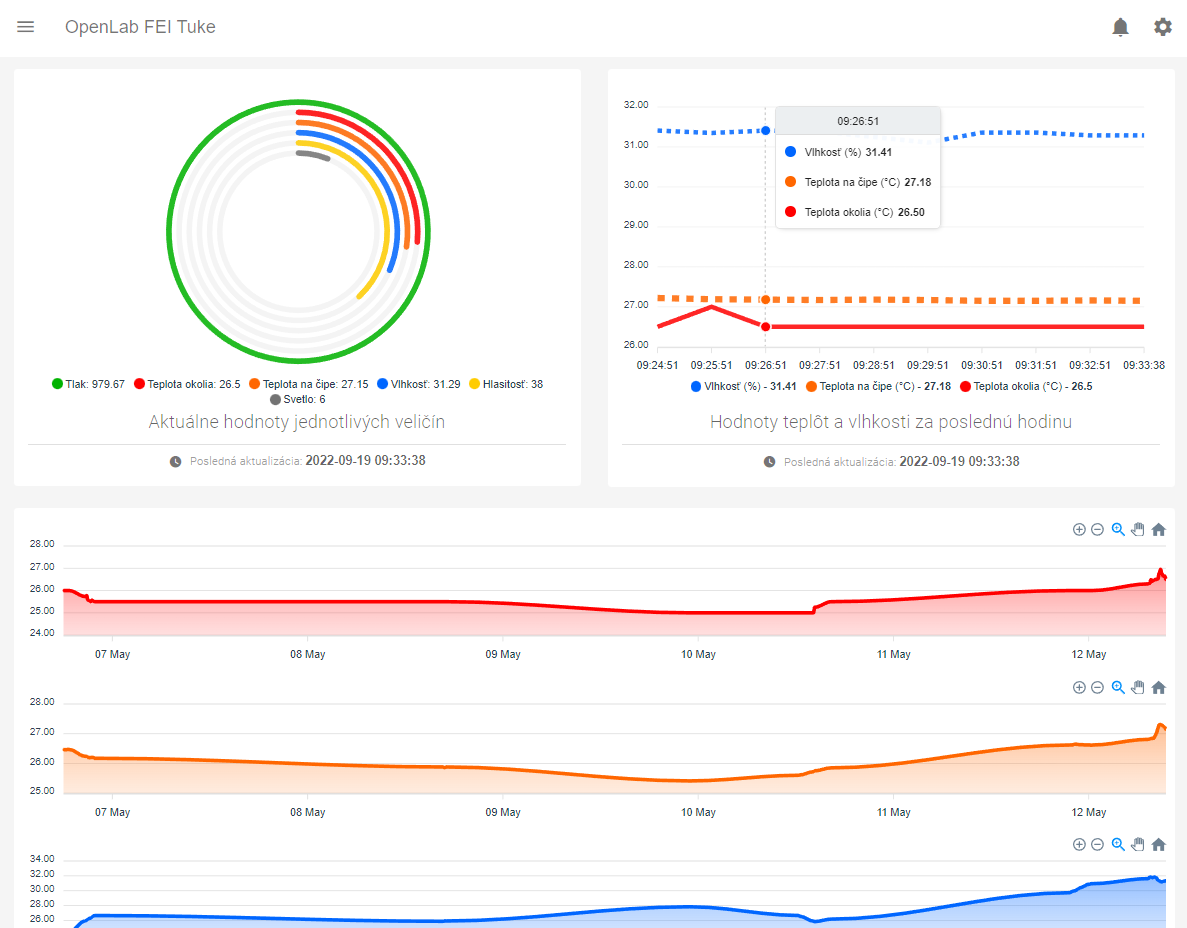 OpenLab FEI Tuke
Tlak: 979.67 Teplota okolia: 26.5 Teplota na čipe: 27.15 Vlhkosť: 31.29 Hlasitosť: 38
Svetlo: 6
Aktuálne hodnoty jednotlivých veličín
Posledná aktualizácia: 2022-09-19 09:33:38
32.00
31.00
30.00
29.00
28.00
27.00
26.00
09:26:51
Vlhkosť (%) 31.41
Teplota na čipe (°C) 27.18
Teplota okolia (°C) 26.50
09:24:51 09:25:51 09:26:51 09:27:51 09:28:51 09:29:51 09:30:51 09:31:51 09:32:51 09:33:38
Vlhkosť (%) - 31.41 Teplota na čipe (°C) - 27.18 Teplota okolia (°C) - 26.5
Hodnoty teplôt a vlhkosti za poslednú hodinu
Posledná aktualizácia: 2022-09-19 09:33:38
28.00
27.00
26.00
25.00
24.00
07 May 08 May 09 May 10 May 11 May 12 May
28.00
27.00
26.00
25.00
07 May 08 May 09 May 10 May 11 May 12 May
34.00
32.00
30.00
28.00
26.00